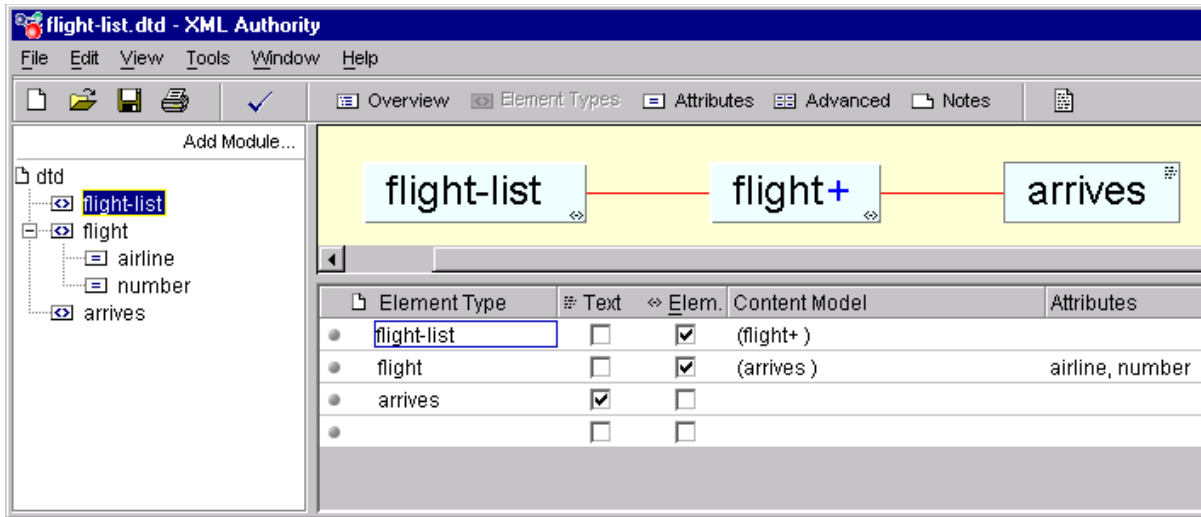 flight-list.dtd - XML Authority
File Edit View Tools Window Help
Overview Element Types Attributes Advanced Notes
Add Module...
dtd
flight-list
flight
airline
number
arrives
flight-list flight+ arrives
Element Type Text Elem. Content Model Attributes
flight-list (flight+ )
flight (arrives ) airline, number
arrives